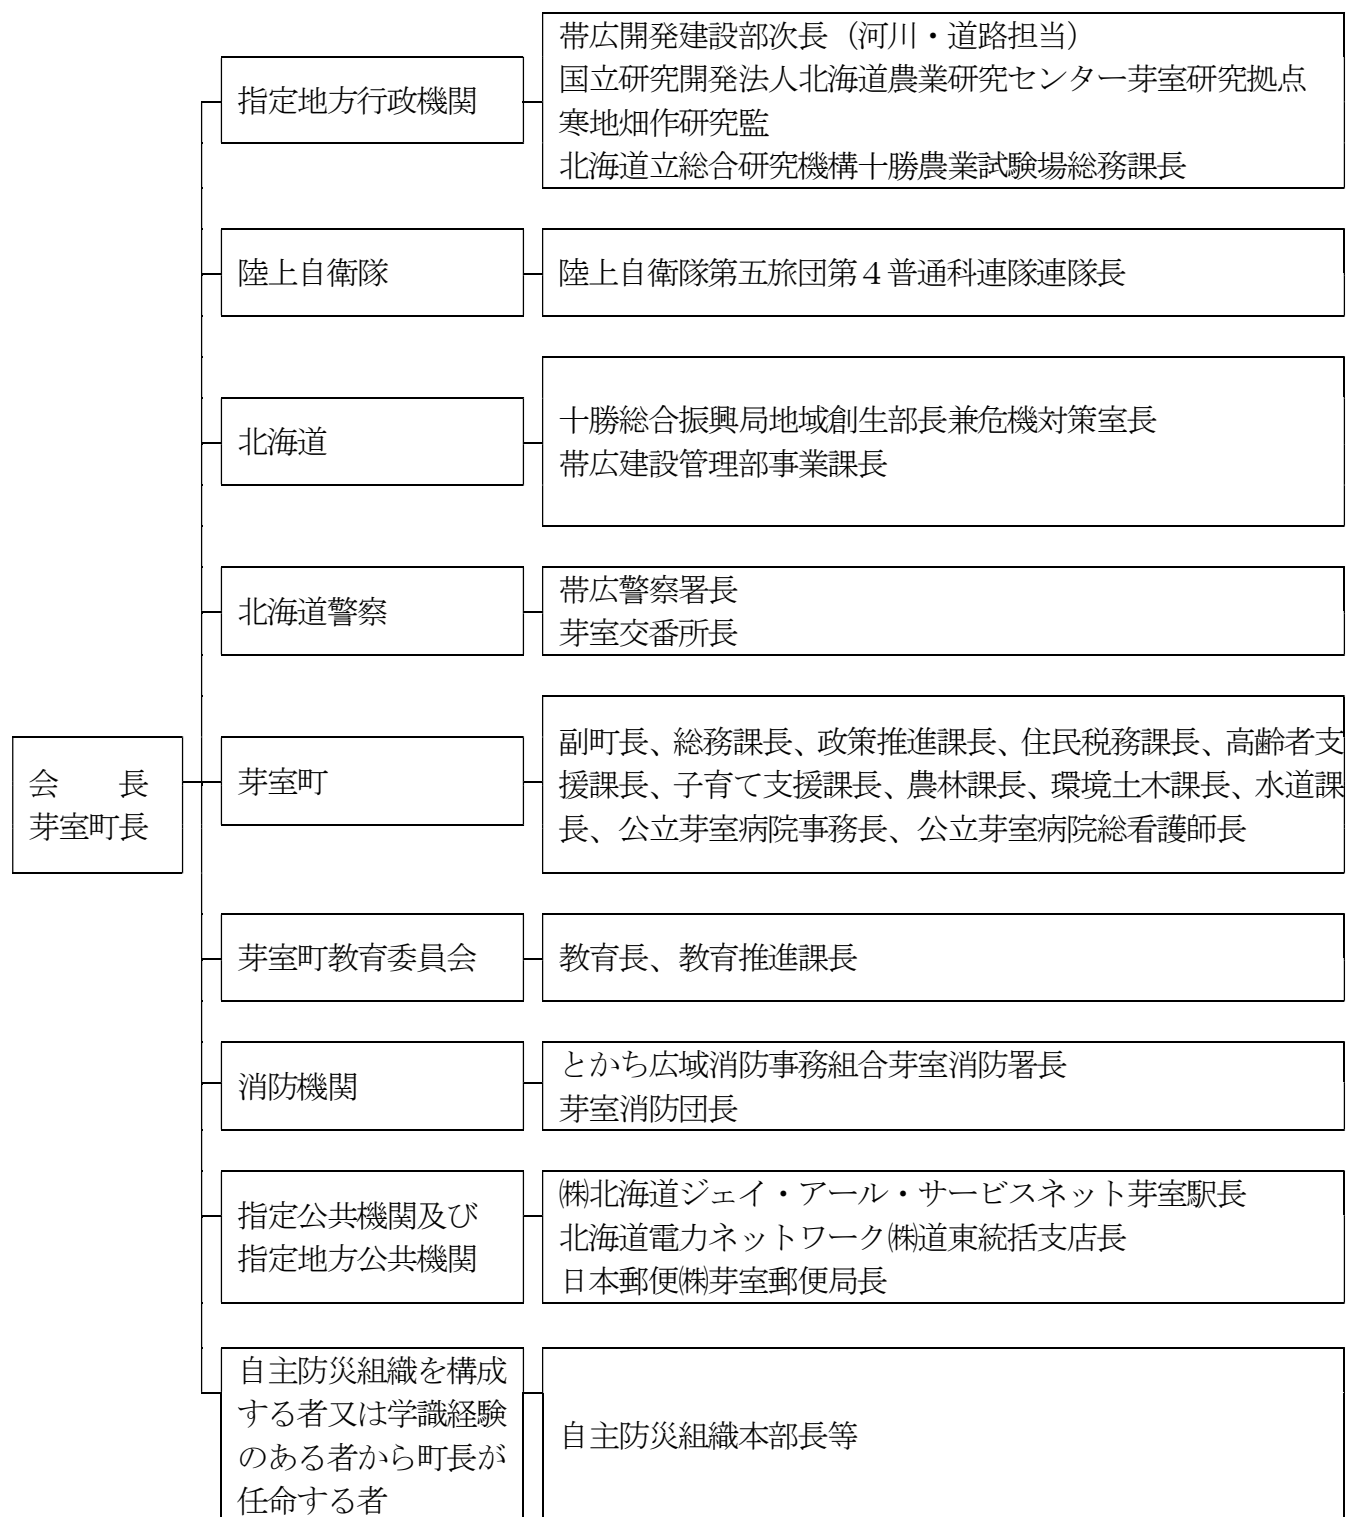 帯広開発建設部次長（河川・道路担当）
指定地方行政機関
国立研究開発法人北海道農業研究センター芽室研究拠点
寒地畑作研究監
北海道立総合研究機構十勝農業試験場総務課長
陸上自衛隊
陸上自衛隊第五旅団第４普通科連隊連隊長
北海道
十勝総合振興局地域創生部長兼危機対策室長
帯広建設管理部事業課長
北海道警察
帯広警察署長
芽室交番所長
会　　長
芽室町長
芽室町
副町長、総務課長、政策推進課長、住民税務課長、高齢者支
援課長、子育て支援課長、農林課長、環境土木課長、水道課
長、公立芽室病院事務長、公立芽室病院総看護師長
芽室町教育委員会
教育長、教育推進課長
消防機関
とかち広域消防事務組合芽室消防署長
芽室消防団長
指定公共機関及び
指定地方公共機関
㈱北海道ジェイ・アール・サービスネット芽室駅長
北海道電力ネットワーク㈱道東統括支店長
日本郵便㈱芽室郵便局長
自主防災組織を構成
する者又は学識経験
のある者から町長が
任命する者
自主防災組織本部長等